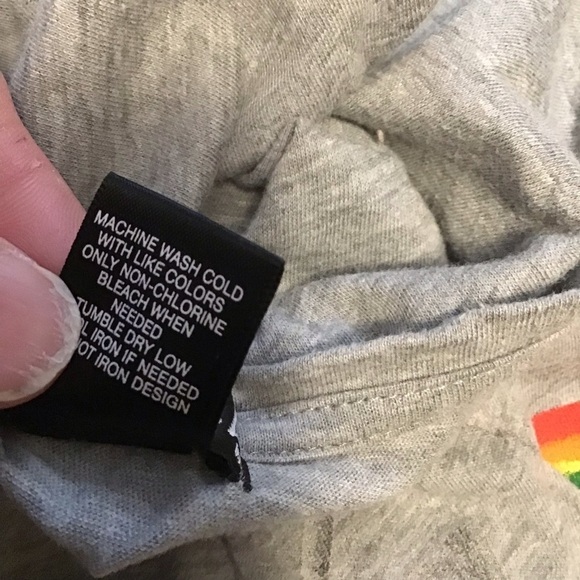 MACHINE WASH COLD
WITH LIKE COLORS
ONLY NON-CHLORINE
BLEACH WHEN
NEEDED
TUMBLE DRY LOW
IRON IF NEEDED
NOT IRON DESIGN